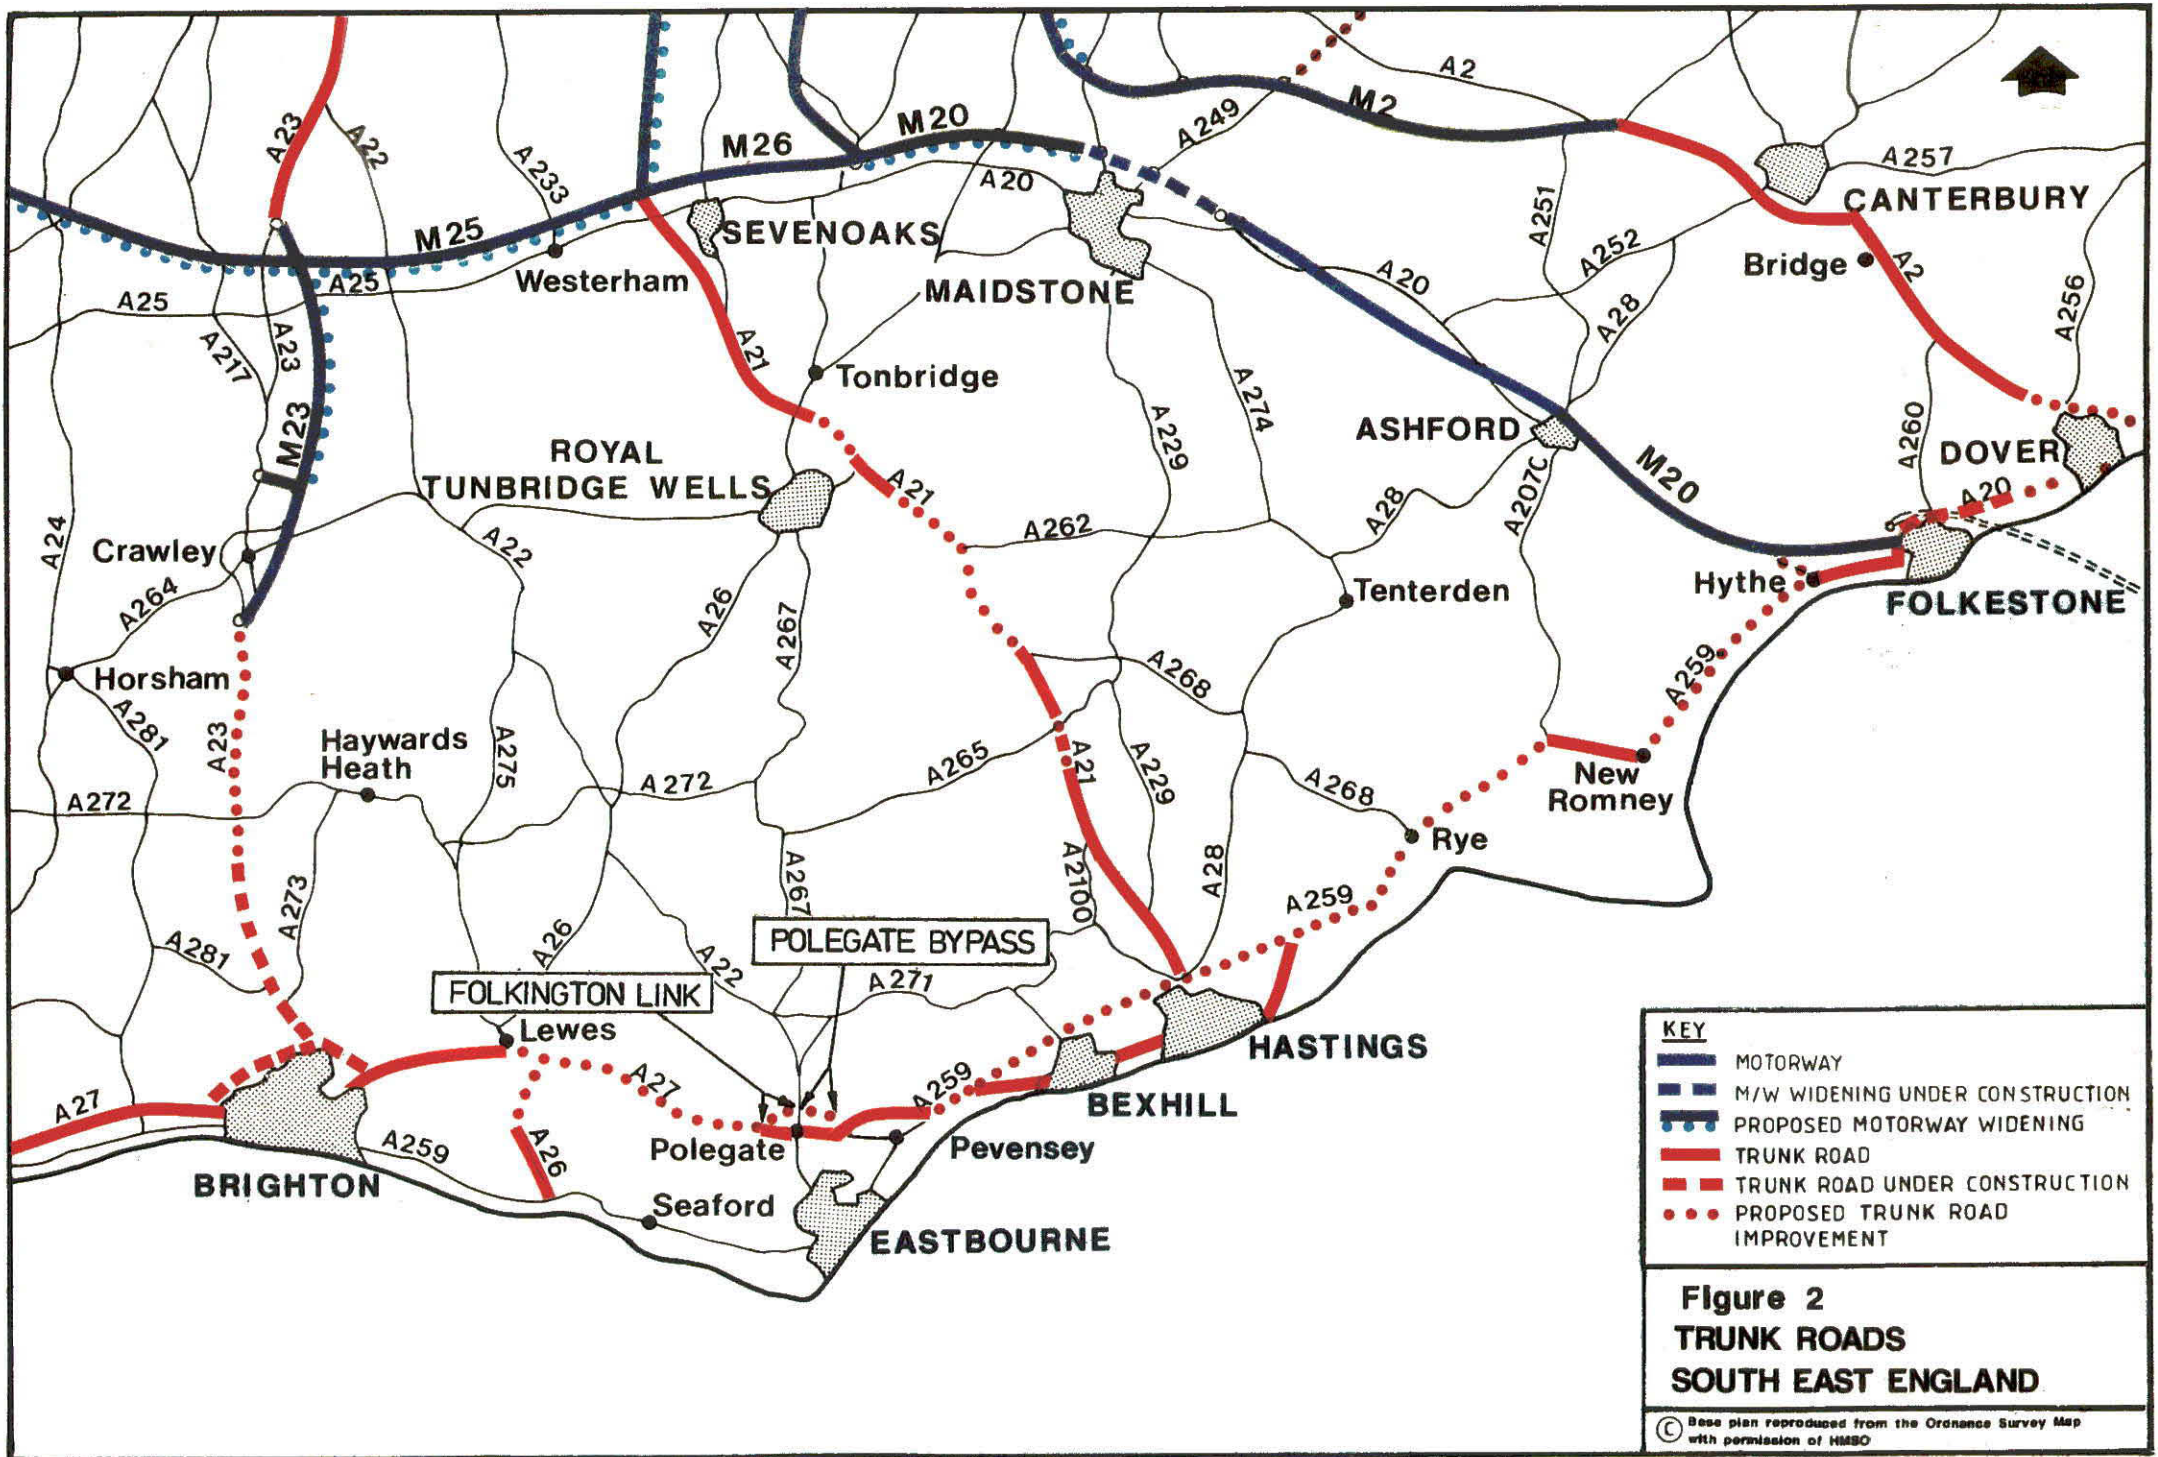 A2
A23
A22
A233
M26
M20
A249
M2
A257
A20
CANTERBURY
M25
SEVENOAKS
A251
A252
Westerham
MAIDSTONE
Bridge
A2
A25
A25
A20
A28
A256
A217
A23
A21
Tonbridge
A274
A229
ASHFORD
A260
DOVER
M23
ROYAL
TUNBRIDGE WELLS
A21
M20
A20
A24
A22
A262
A28
A207C
Crawley
A264
A26
A267
Tenterden
Hythe
FOLKESTONE
Horsham
A268
A259
A281
A23
Haywards
Heath
A275
A272
A272
A265
A21
A229
A268
New
Romney
Rye
A273
A267
A2100
A28
A259
A281
A26
A22
POLEGATE BYPASS
FOLKINGTON LINK
A271
Lewes
HASTINGS
A27
A27
A259
BEXHILL
A259
A26
Polegate
Pevensey
BRIGHTON
Seaford
EASTBOURNE
KEY
MOTORWAY
M/W WIDENING UNDER CONSTRUCTION
PROPOSED MOTORWAY WIDENING
TRUNK ROAD
TRUNK ROAD UNDER CONSTRUCTION
PROPOSED TRUNK ROAD
IMPROVEMENT
Figure 2
TRUNK ROADS
SOUTH EAST ENGLAND
© Base plan reproduced from the Ordnance Survey Map
with permission of HMSO